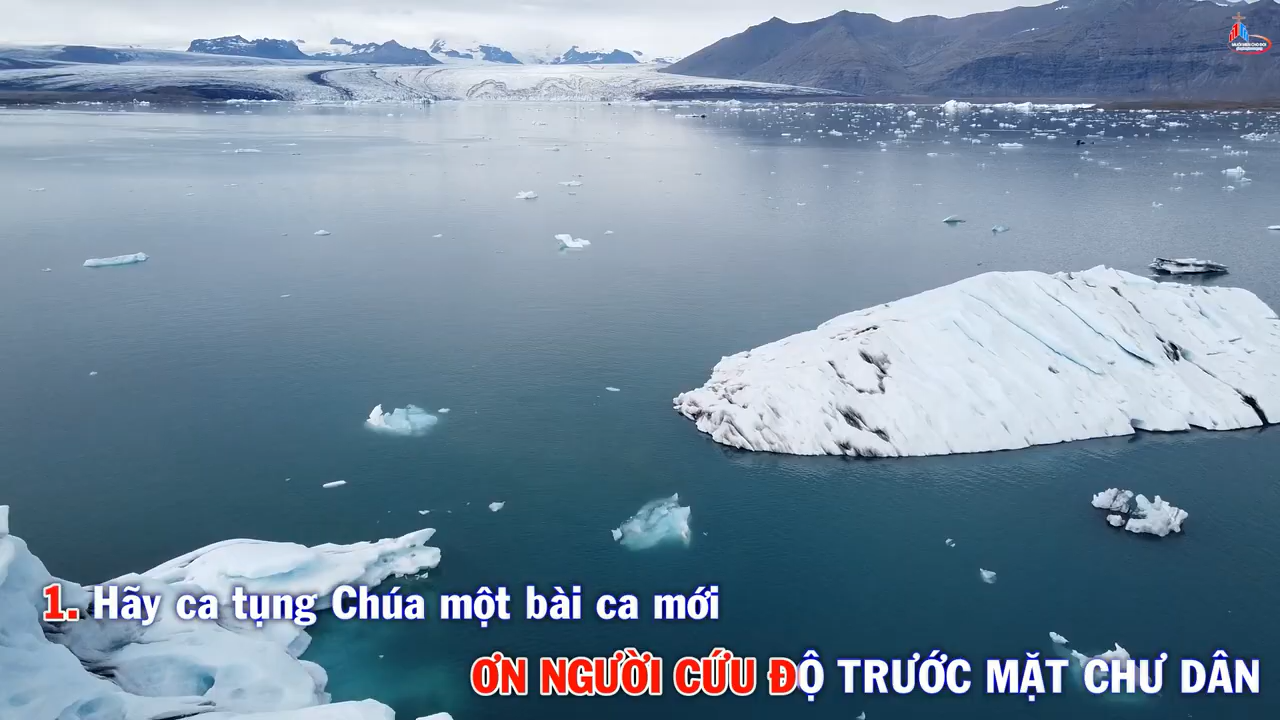 1. Hãy ca tụng Chúa một bài ca mới
ƠN NGƯỜI CỨU ĐỘ TRƯỚC MẶT CHƯ DÂN